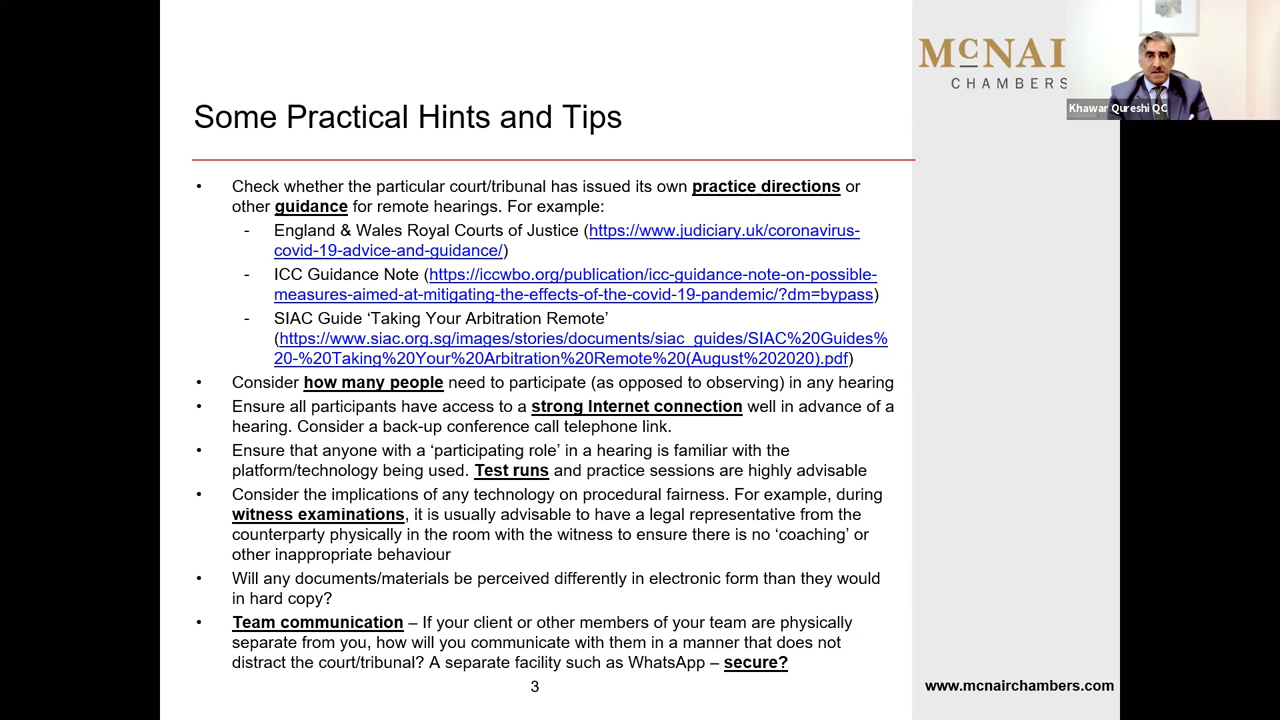 McNAI
CHAMBERS
Khawar Qureshi QC
Some Practical Hints and Tips
• Check whether the particular court/tribunal has issued its own practice directions or
other guidance for remote hearings. For example:
- England & Wales Royal Courts of Justice (https://www.judiciary.uk/coronavirus-
covid-19-advice-and-guidance/)
- ICC Guidance Note (https://iccwbo.org/publication/icc-guidance-note-on-possible-
measures-aimed-at-mitigating-the-effects-of-the-covid-19-pandemic/?dm=bypass)
- SIAC Guide ‘Taking Your Arbitration Remote’
(https://www.siac.org.sg/images/stories/documents/siac_guides/SIAC%20Guides%
20-%20Taking%20Your%20Arbitration%20Remote%20(August%202020).pdf)
• Consider how many people need to participate (as opposed to observing) in any hearing
• Ensure all participants have access to a strong Internet connection well in advance of a
hearing. Consider a back-up conference call telephone link.
• Ensure that anyone with a ‘participating role’ in a hearing is familiar with the
platform/technology being used. Test runs and practice sessions are highly advisable
• Consider the implications of any technology on procedural fairness. For example, during
witness examinations, it is usually advisable to have a legal representative from the
counterparty physically in the room with the witness to ensure there is no ‘coaching’ or
other inappropriate behaviour
• Will any documents/materials be perceived differently in electronic form than they would
in hard copy?
• Team communication – If your client or other members of your team are physically
separate from you, how will you communicate with them in a manner that does not
distract the court/tribunal? A separate facility such as WhatsApp – secure?
3
www.mcnairchambers.com